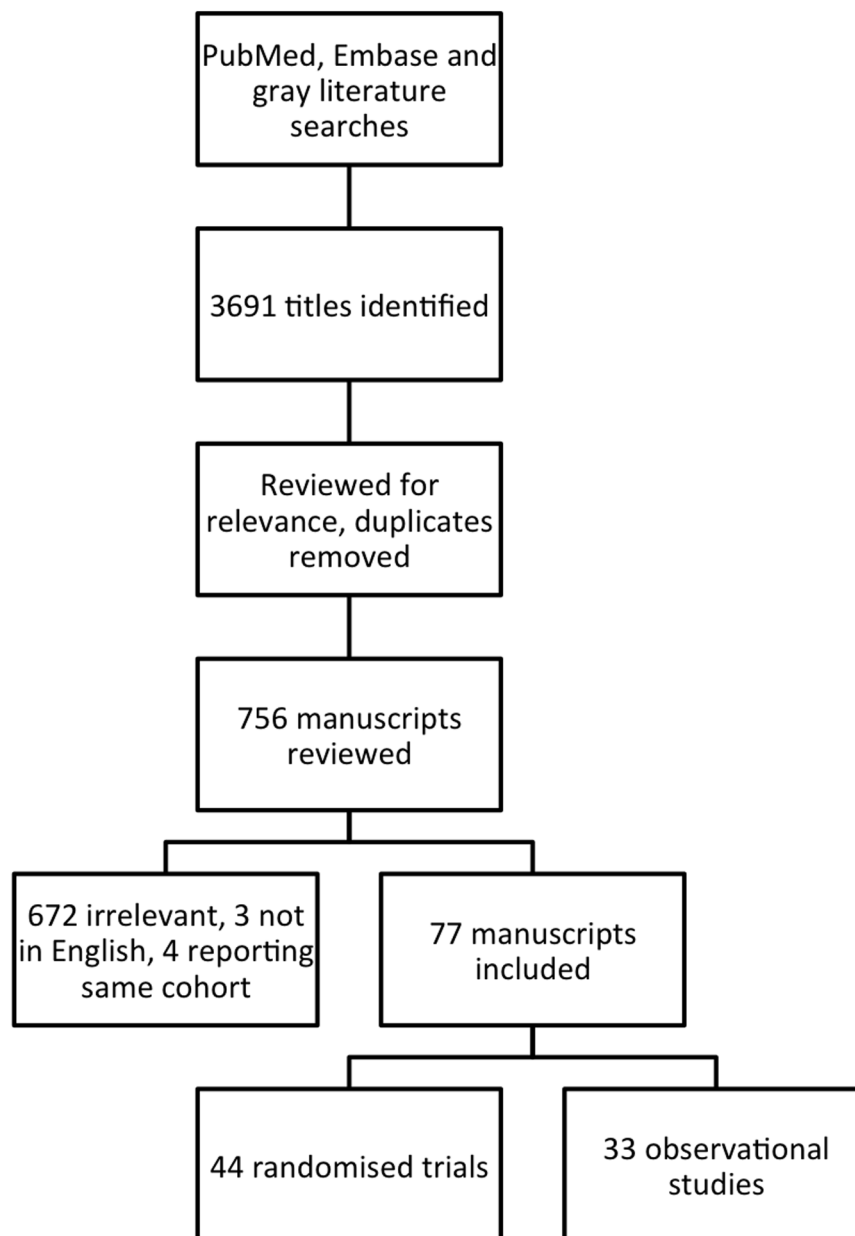 PubMed, Embase and
gray literature
searches
3691 titles identified
Reviewed for
relevance, duplicates
removed
756 manuscripts
reviewed
672 irrelevant, 3 not
in English, 4 reporting
same cohort
77 manuscripts
included
44 randomised trials
33 observational
studies